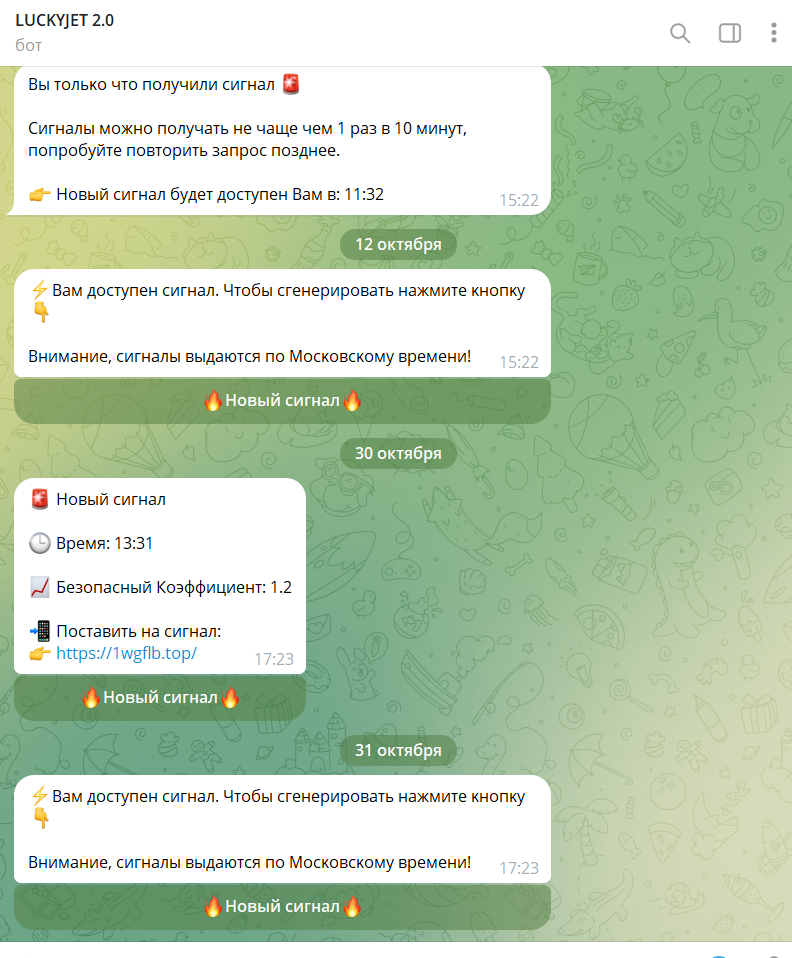 LUCKYJET 2.0
бот
Вы только что получили сигнал 🚨
Сигналы можно получать не чаще чем 1 раз в 10 минут,
попробуйте повторить запрос позднее.
👉 Новый сигнал будет доступен Вам в: 11:32
15:22
12 октября
⚡Вам доступен сигнал. Чтобы сгенерировать нажмите кнопку
👇
Внимание, сигналы выдаются по Московскому времени!
15:22
🔥Новый сигнал🔥
30 октября
🚨 Новый сигнал
🕒 Время: 13:31
📈 Безопасный Коэффициент: 1.2
📲 Поставить на сигнал:
👉 https://1wgflb.top/
17:23
🔥Новый сигнал🔥
31 октября
⚡Вам доступен сигнал. Чтобы сгенерировать нажмите кнопку
👇
Внимание, сигналы выдаются по Московскому времени!
17:23
🔥Новый сигнал🔥